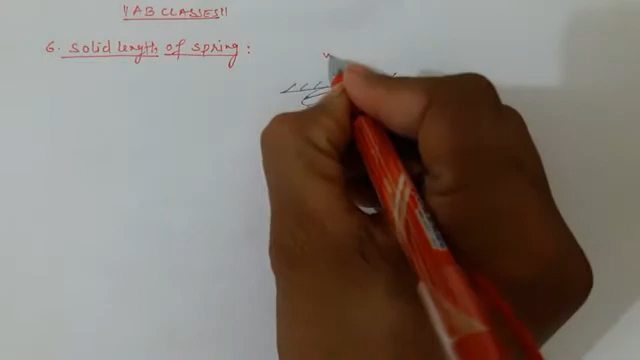 "AB CLASSES"
6. Solid length of spring :